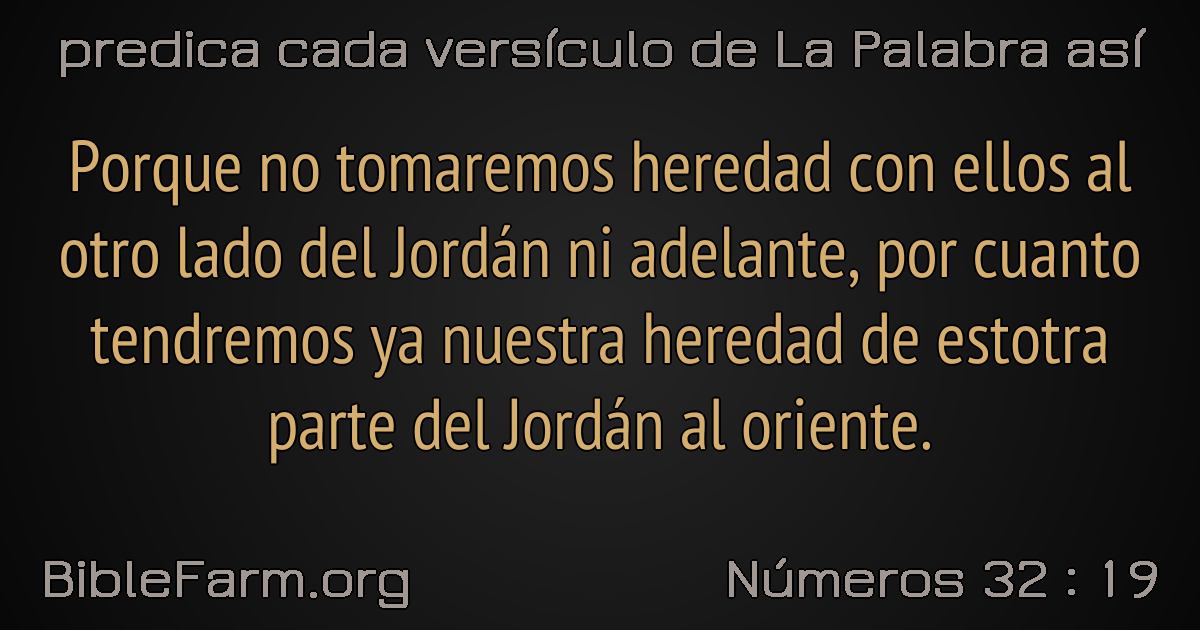 predica cada versículo de La Palabra así
Porque no tomaremos heredad con ellos al
otro lado del Jordán ni adelante, por cuanto
tendremos ya nuestra heredad de estotra
parte del Jordán al oriente.
BibleFarm.org
Números 32 : 19